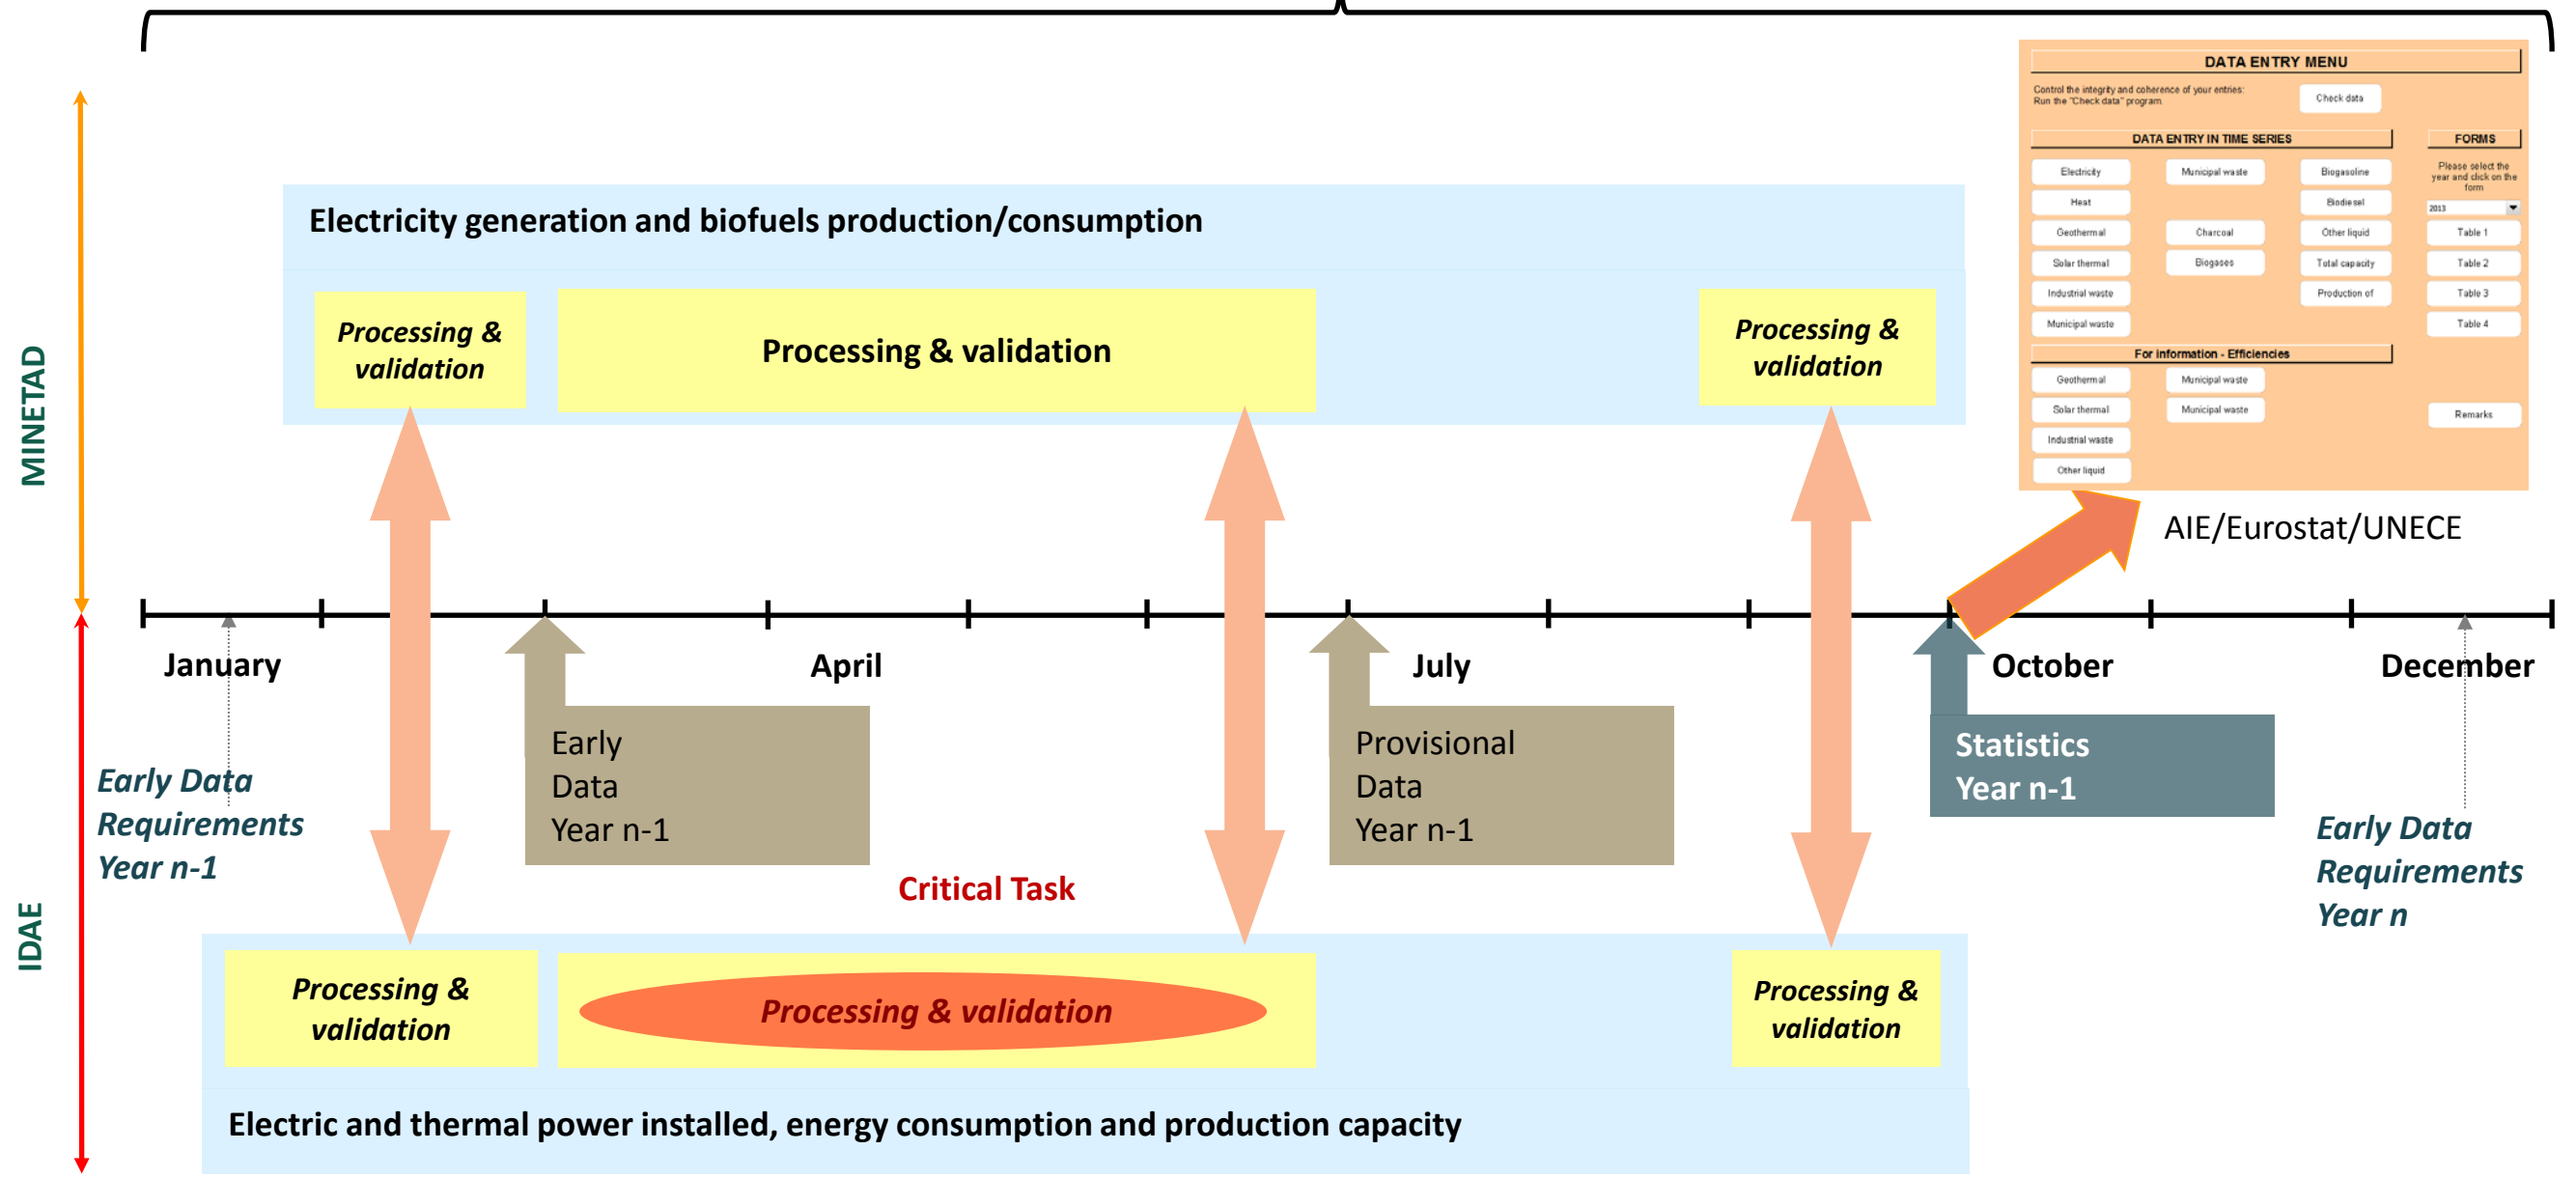 DATA ENTRY MENU
Control the integrity and coherence of your entries:
Run the "Check data" program.
Check data
DATA ENTRY IN TIME SERIES
FORMS
Electricity
Municipal waste
Biogasoline
Please select the
year and click on the
form
Heat
Biodiesel
2013
Geothermal
Charcoal
Other liquid
Table 1
Solar thermal
Biogases
Total capacity
Table 2
Industrial waste
Production of
Table 3
Municipal waste
Table 4
For information - Efficiencies
Geothermal
Municipal waste
Solar thermal
Municipal waste
Remarks
Industrial waste
Other liquid
AIE/Eurostat/UNECE
MINETAD
Electricity generation and biofuels production/consumption
Processing &
validation
Processing & validation
Processing &
validation
January
April
July
October
December
Early Data
Requirements
Year n-1
Early
Data
Year n-1
Provisional
Data
Year n-1
Statistics
Year n-1
Early Data
Requirements
Year n
Critical Task
IDAE
Processing &
validation
Processing & validation
Processing &
validation
Electric and thermal power installed, energy consumption and production capacity